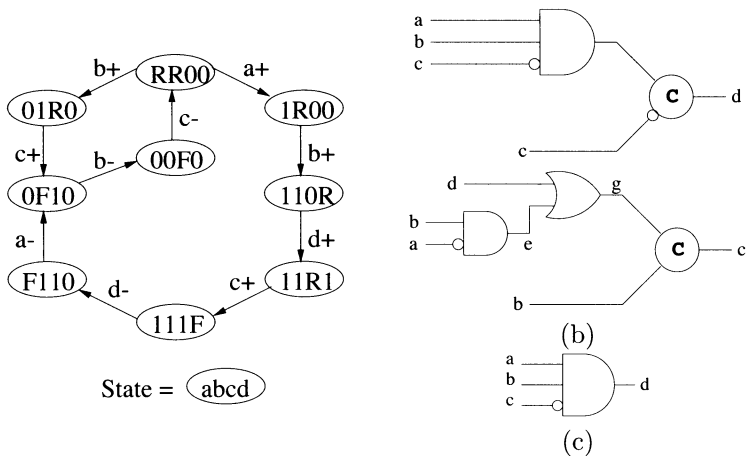 b+
RR00
a+
01R0
c-
1R00
c+
b-
00F0
b+
0F10
110R
a-
d+
F110
d-
c+
11R1
111F
State = abcd
a
b
c
C
d
c
d
g
b
a
e
C
c
b
(b)
a
b
c
d
(c)